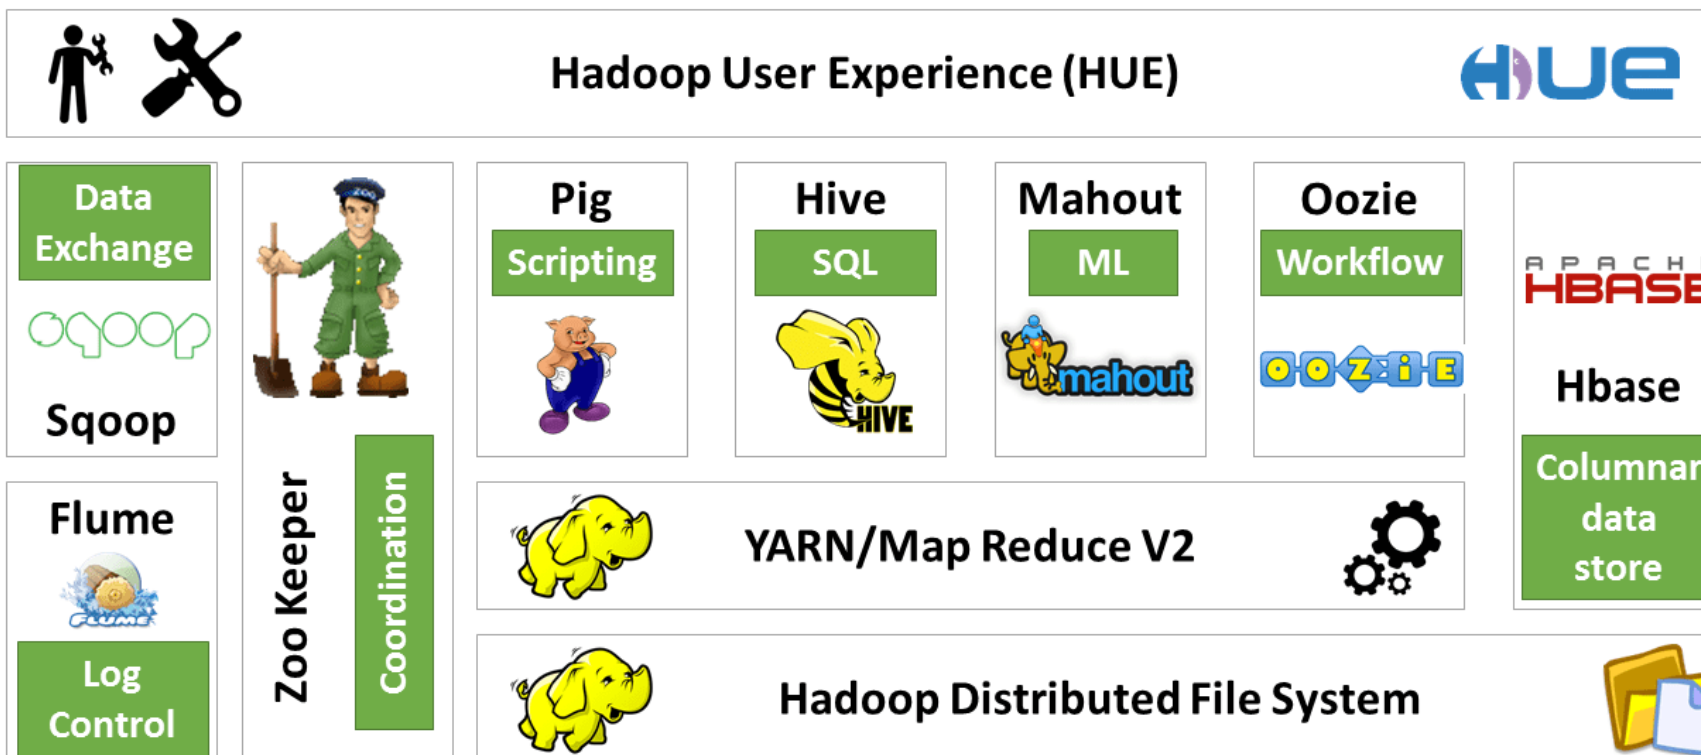 Hadoop User Experience (HUE)
HUE
Data
Exchange
sqoop
Sqoop
Flume
FLUME
Log
Control
ZOO
Zoo Keeper
Coordination
Pig
Scripting
Hive
SQL
HIVE
Mahout
ML
mahout
Oozie
Workflow
OOZiE
APACH
HBASE
Hbase
Columnar
data
store
YARN/Map Reduce V2
Hadoop Distributed File System